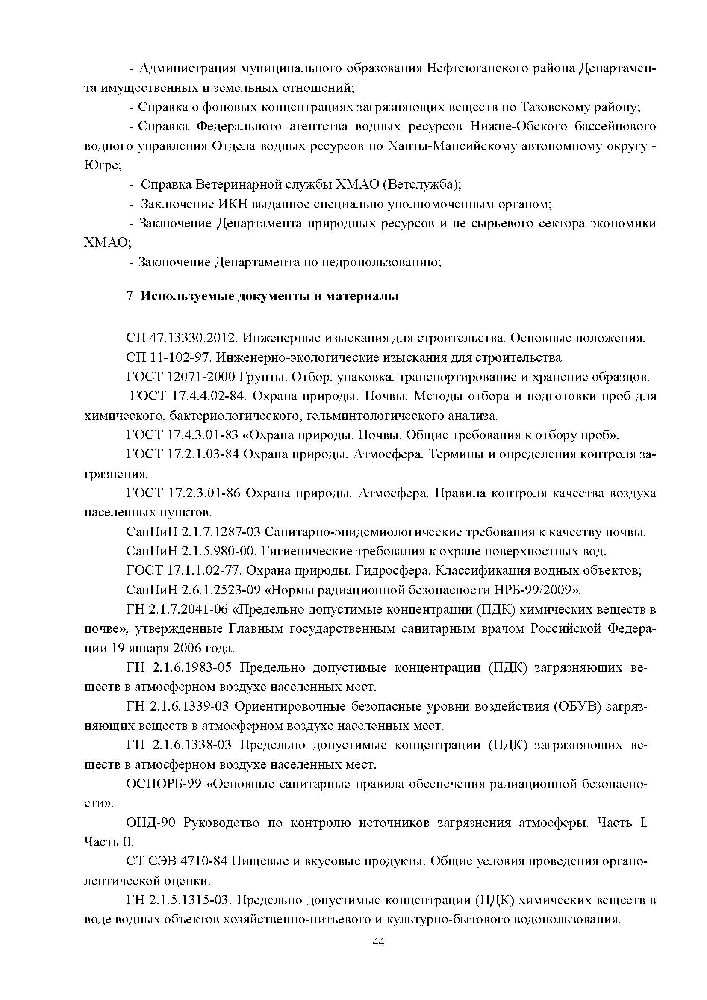 - Администрация муниципального образования Нефтеюганского района Департамен-
та имущественных и земельных отношений;
- Справка о фоновых концентрациях загрязняющих веществ по Тазовскому району;
- Справка Федерального агентства водных ресурсов Нижне-Обского бассейнового
водного управления Отдела водных ресурсов по Ханты-Мансийскому автономному округу -
Югре;
- Справка Ветеринарной службы ХМАО (Ветслужба);
- Заключение ИКН выданное специально уполномоченным органом;
- Заключение Департамента природных ресурсов и не сырьевого сектора экономики
ХМАО;
- Заключение Департамента по недропользованию;
7 Используемые документы и материалы
СП 47.13330.2012. Инженерные изыскания для строительства. Основные положения.
СП 11-102-97. Инженерно-экологические изыскания для строительства
ГОСТ 12071-2000 Грунты. Отбор, упаковка, транспортирование и хранение образцов.
ГОСТ 17.4.4.02-84. Охрана природы. Почвы. Методы отбора и подготовки проб для
химического, бактериологического, гельминтологического анализа.
ГОСТ 17.4.3.01-83 «Охрана природы. Почвы. Общие требования к отбору проб».
ГОСТ 17.2.1.03-84 Охрана природы. Атмосфера. Термины и определения контроля за-
грязнения.
ГОСТ 17.2.3.01-86 Охрана природы. Атмосфера. Правила контроля качества воздуха
населенных пунктов.
СанПиН 2.1.7.1287-03 Санитарно-эпидемиологические требования к качеству почвы.
СанПиН 2.1.5.980-00. Гигиенические требования к охране поверхностных вод.
ГОСТ 17.1.1.02-77. Охрана природы. Гидросфера. Классификация водных объектов;
СанПиН 2.6.1.2523-09 «Нормы радиационной безопасности НРБ-99/2009».
ГН 2.1.7.2041-06 «Предельно допустимые концентрации (ПДК) химических веществ в
почве», утвержденные Главным государственным санитарным врачом Российской Федера-
ции 19 января 2006 года.
ГН 2.1.6.1983-05 Предельно допустимые концентрации (ПДК) загрязняющих ве-
ществ в атмосферном воздухе населенных мест.
ГН 2.1.6.1339-03 Ориентировочные безопасные уровни воздействия (ОБУВ) загряз-
няющих веществ в атмосферном воздухе населенных мест.
ГН 2.1.6.1338-03 Предельно допустимые концентрации (ПДК) загрязняющих ве-
ществ в атмосферном воздухе населенных мест.
ОСПОРБ-99 «Основные санитарные правила обеспечения радиационной безопасно-
сти».
ОНД-90 Руководство по контролю источников загрязнения атмосферы. Часть I.
Часть II.
СТ СЭВ 4710-84 Пищевые и вкусовые продукты. Общие условия проведения органо-
лептической оценки.
ГН 2.1.5.1315-03. Предельно допустимые концентрации (ПДК) химических веществ в
воде водных объектов хозяйственно-питьевого и культурно-бытового водопользования.
44